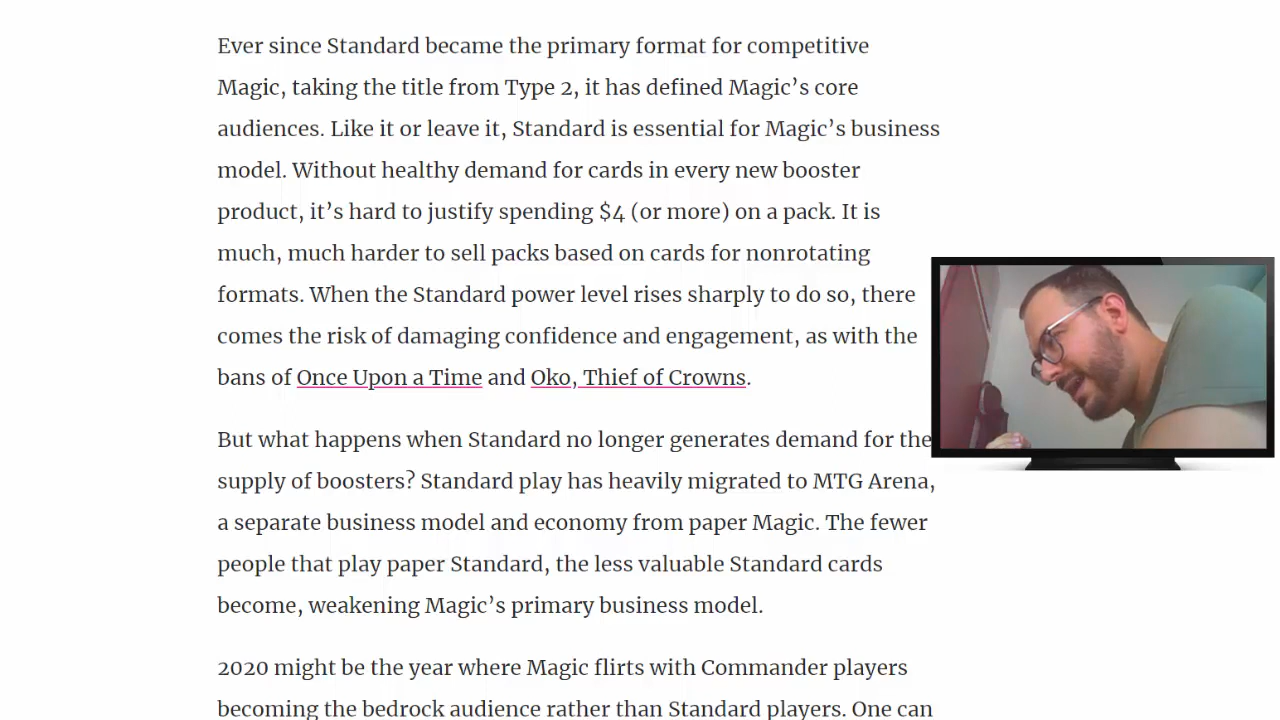 Ever since Standard became the primary format for competitive
Magic, taking the title from Type 2, it has defined Magic’s core
audiences. Like it or leave it, Standard is essential for Magic’s business
model. Without healthy demand for cards in every new booster
product, it’s hard to justify spending $4 (or more) on a pack. It is
much, much harder to sell packs based on cards for nonrotating
formats. When the Standard power level rises sharply to do so, there
comes the risk of damaging confidence and engagement, as with the
bans of Once Upon a Time and Oko, Thief of Crowns.
But what happens when Standard no longer generates demand for the
supply of boosters? Standard play has heavily migrated to MTG Arena,
a separate business model and economy from paper Magic. The fewer
people that play paper Standard, the less valuable Standard cards
become, weakening Magic’s primary business model.
2020 might be the year where Magic flirts with Commander players
becoming the bedrock audience rather than Standard players. One can